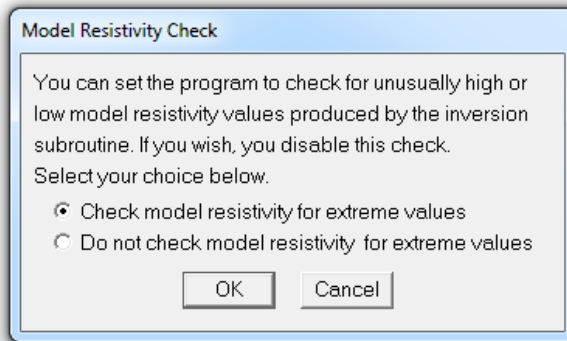 Model Resistivity Check
You can set the program to check for unusually high or
low model resistivity values produced by the inversion
subroutine. If you wish, you disable this check.
Select your choice below.
Check model resistivity for extreme values
Do not check model resistivity for extreme values
OK Cancel